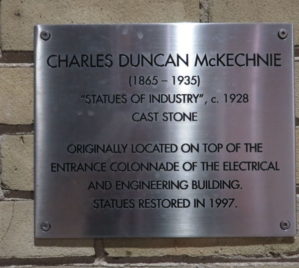 CHARLES DUNCAN McKECHNIE
(1865 – 1935)
"STATUES OF INDUSTRY", c. 1928
CAST STONE
ORIGINALLY LOCATED ON TOP OF THE
ENTRANCE COLONNADE OF THE ELECTRICAL
AND ENGINEERING BUILDING.
STATUES RESTORED IN 1997.